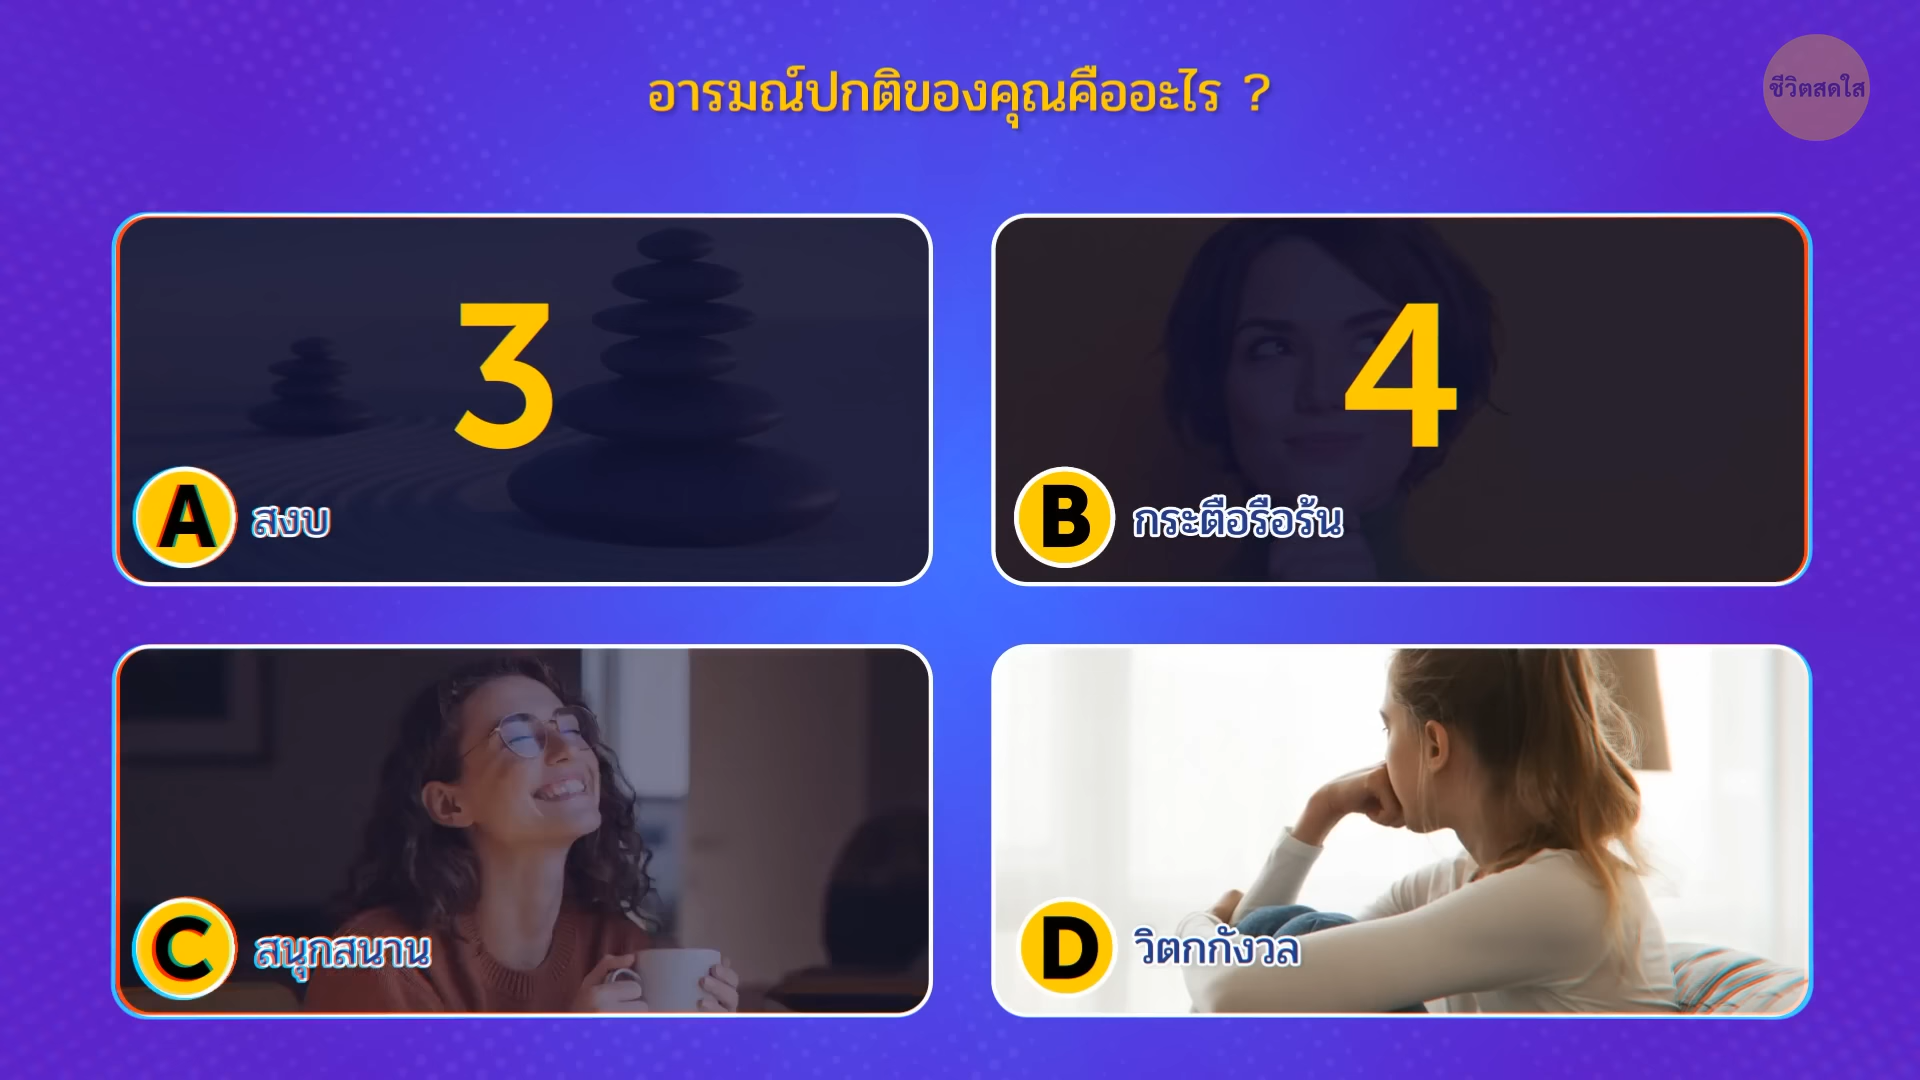 อารมณ์ปกติของคุณคืออะไร ?
ชีวิตสดใส
3
4
A สงบ
B กระตือรือร้น
C สนุกสนาน
D วิตกกังวล